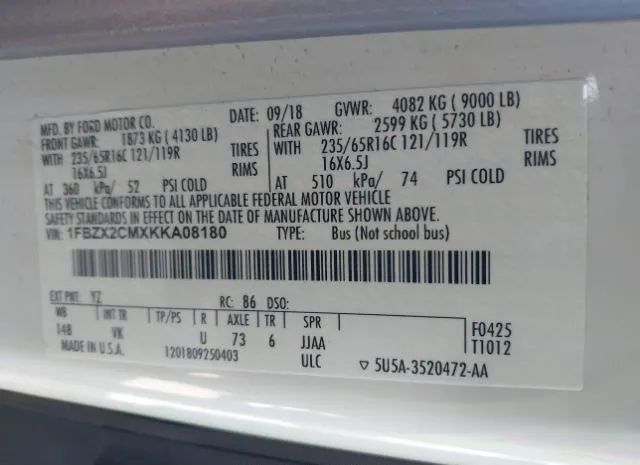 MFD. BY FORD MOTOR CO. DATE: 09/18 GVWR: 4082 KG ( 9000 LB)
FRONT GAWR: 1873 KG ( 4130 LB) REAR GAWR: 2599 KG ( 5730 LB)
WITH 235/65R16C 121/119R TIRES WITH 235/65R16C 121/119R TIRES
16X6.5J RIMS 16X6.5J RIMS
AT 360 kPa/ 52 PSI COLD AT 510 kPa/ 74 PSI COLD
THIS VEHICLE CONFORMS TO ALL APPLICABLE FEDERAL MOTOR VEHICLE
SAFETY STANDARDS IN EFFECT ON THE DATE OF MANUFACTURE SHOWN ABOVE.
VIN: 1FBZX2CMXKKA08180 TYPE: Bus (Not school bus)
EXT PNT: YZ RC: 86 DSO:
WB INT TR TP/PS R AXLE TR SPR F0425
148 VK U 73 6 JJAA T1012
MADE IN U.S.A. 1201809250403 ULC ▽ 5U5A-3520472-AA